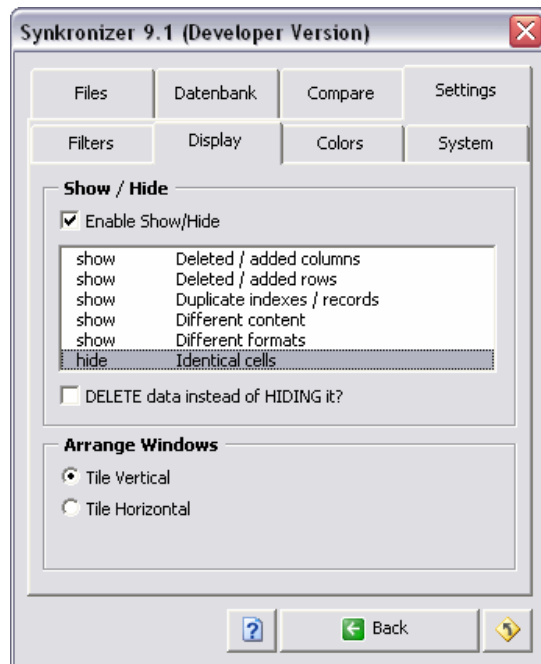 Synkronizer 9.1 (Developer Version)
Files Datenbank Compare Settings
Filters Display Colors System
Show / Hide
Enable Show/Hide
show Deleted / added columns
show Deleted / added rows
show Duplicate indexes / records
show Different content
show Different formats
hide Identical cells
DELETE data instead of HIDING it?
Arrange Windows
Tile Vertical
Tile Horizontal
Back